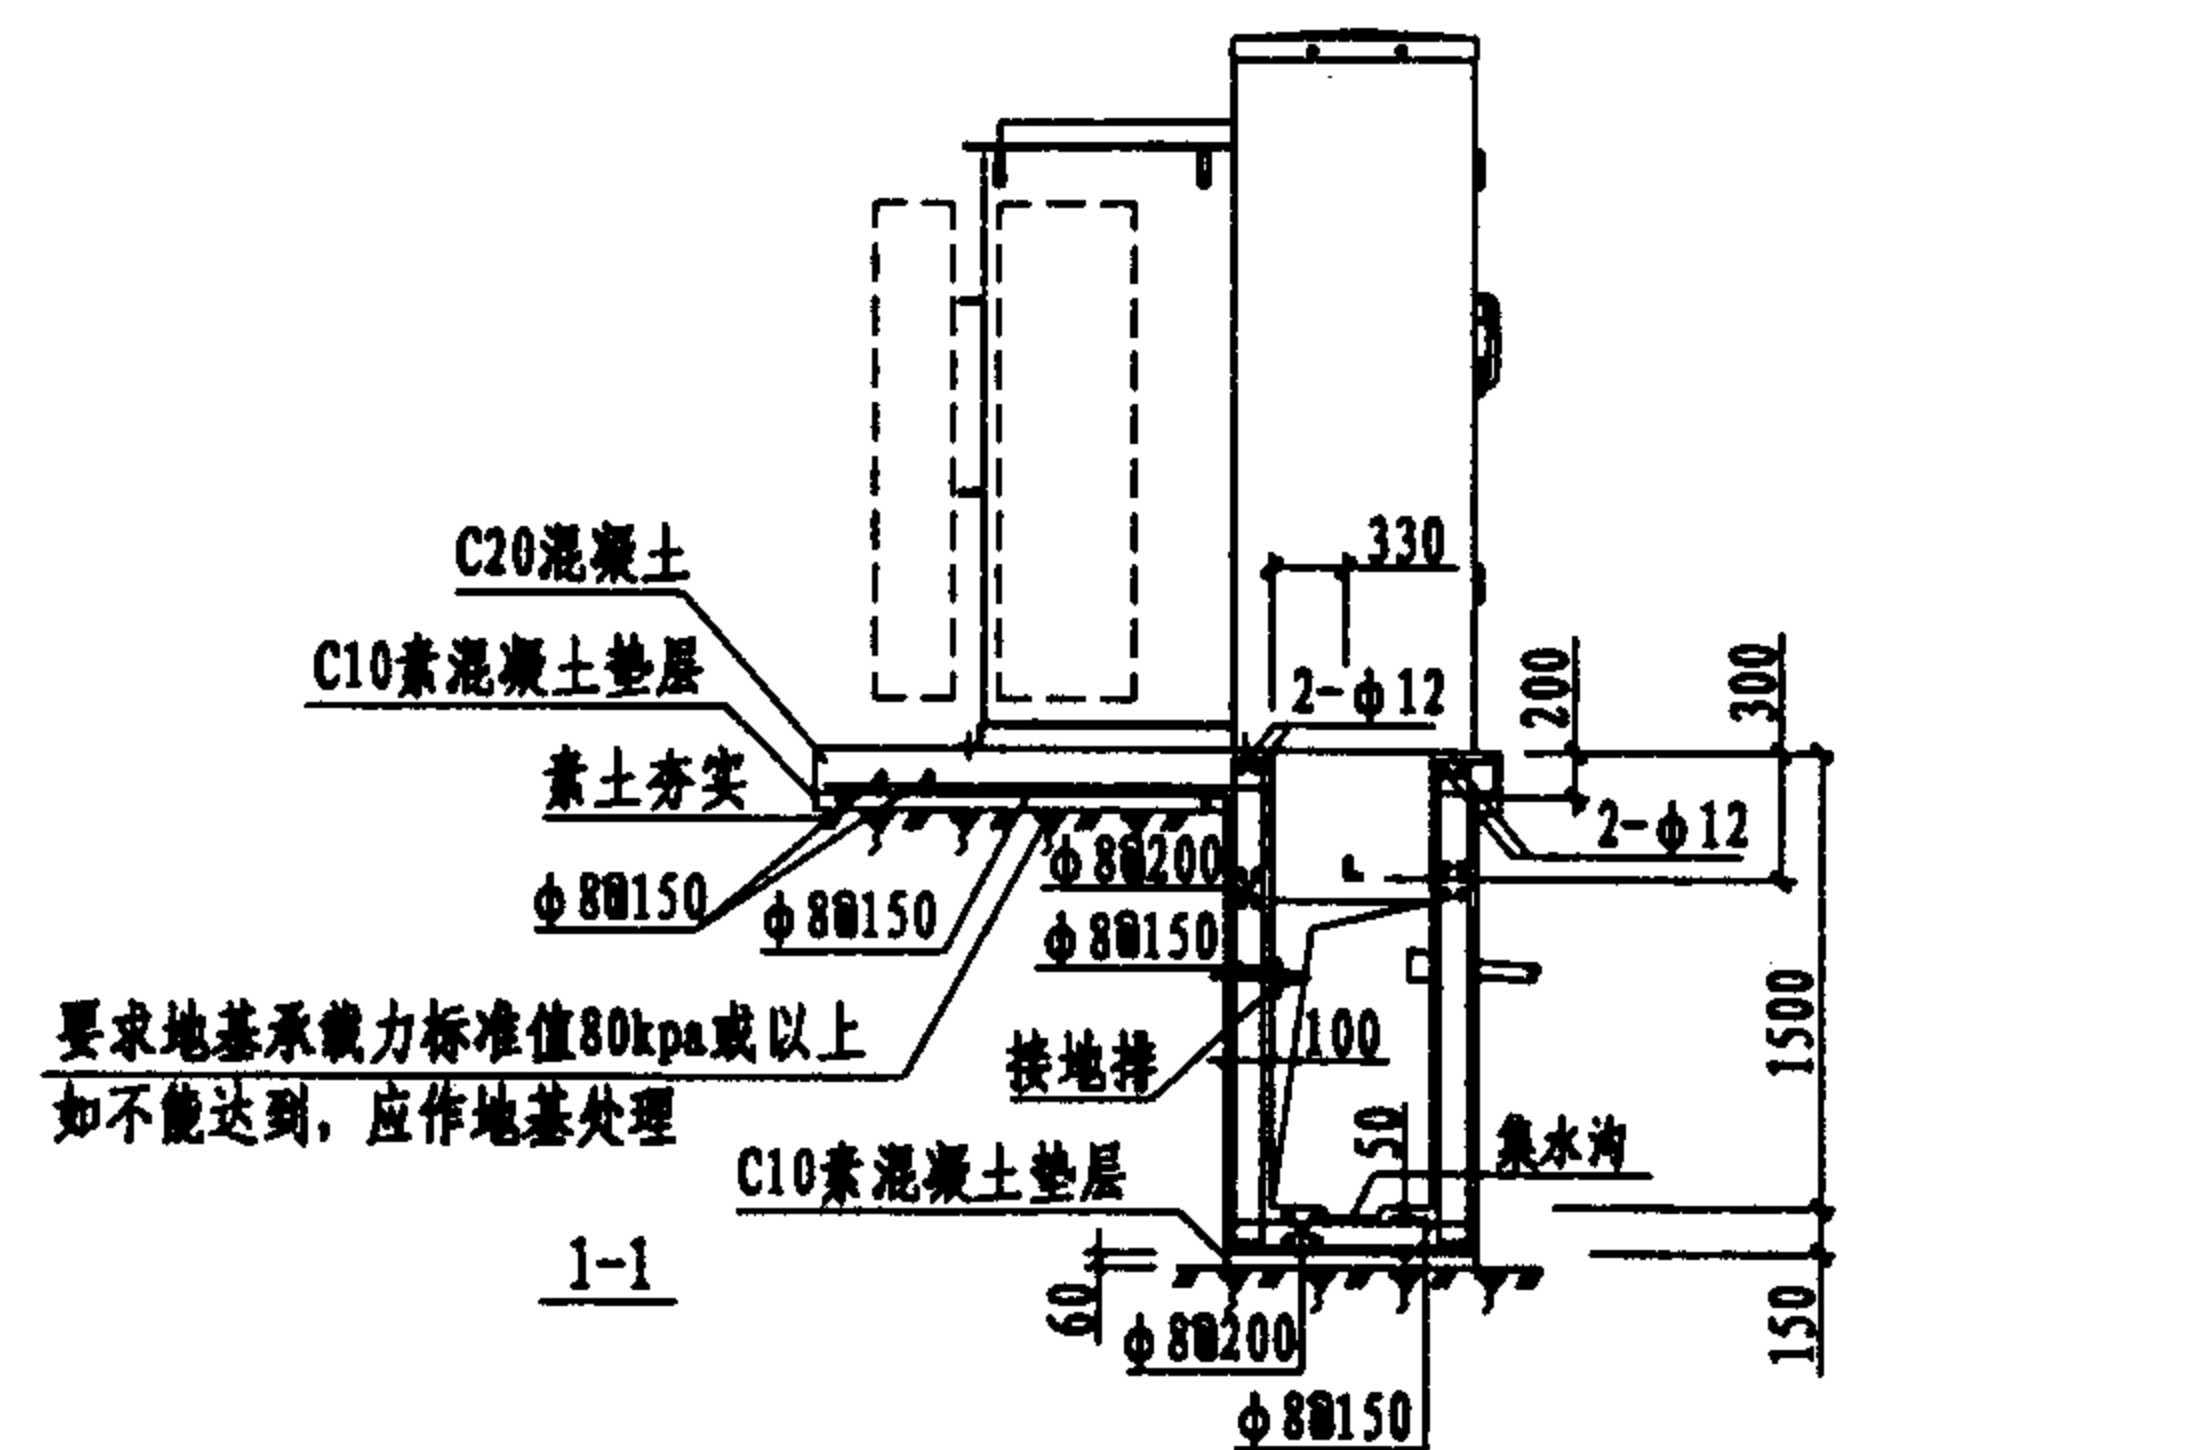 330
C20混凝土
C10素混凝土垫层
2-φ12
200
300
素土夯实
2-φ12
φ8@200
φ8@150
φ8@150
φ8@150
要求地基承载力标准值80kpa或以上
如不能达到，应作地基处理
接地排
100
1500
50
集水沟
C10素混凝土垫层
1-1
60
150
φ8@200
φ8@150